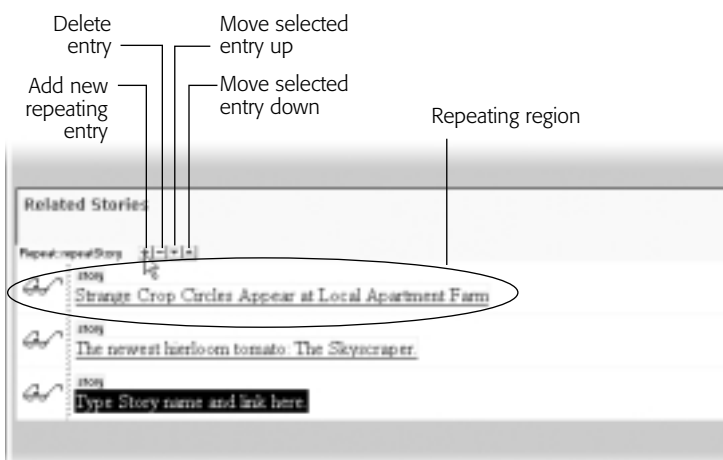 Delete
entry
Move selected
entry up
Add new
repeating
entry
Move selected
entry down
Repeating region
Related Stories
Repeat: repeatStory
story
Strange Crop Circles Appear at Local Apartment Farm
story
The newest hierloom tomato: The Skyscraper.
story
Type Story name and link here.